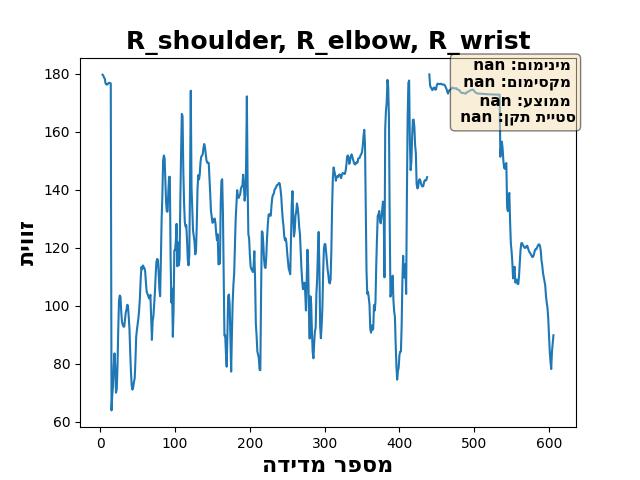 R_shoulder, R_elbow, R_wrist
מינימום: nan
מקסימום: nan
ממוצע: nan
סטיית תקן: nan
זווית
180
160
140
120
100
80
60
0 100 200 300 400 500 600
מספר מדידה